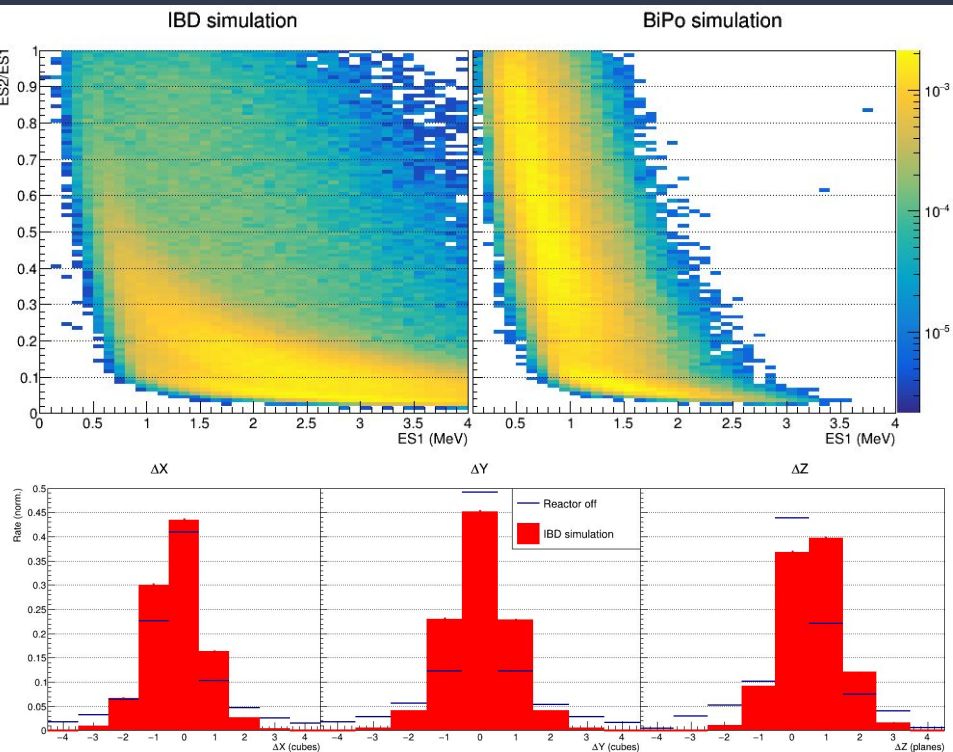 IBD simulation
BiPo simulation
ES2/ES1
1
0.9
0.8
0.7
0.6
0.5
0.4
0.3
0.2
0.1
0
0 0.5 1 1.5 2 2.5 3 3.5 4
ES1 (MeV)
0.5 1 1.5 2 2.5 3 3.5 4
ES1 (MeV)
10⁻³
10⁻⁴
10⁻⁵
ΔX
ΔY
ΔZ
Rate (norm.)
0.5
0.45
0.4
0.35
0.3
0.25
0.2
0.15
0.1
0.05
0
Reactor off
IBD simulation
−4 −3 −2 −1 0 1 2 3 4
ΔX (cubes)
−4 −3 −2 −1 0 1 2 3 4
ΔY (cubes)
−4 −3 −2 −1 0 1 2 3 4
ΔZ (planes)